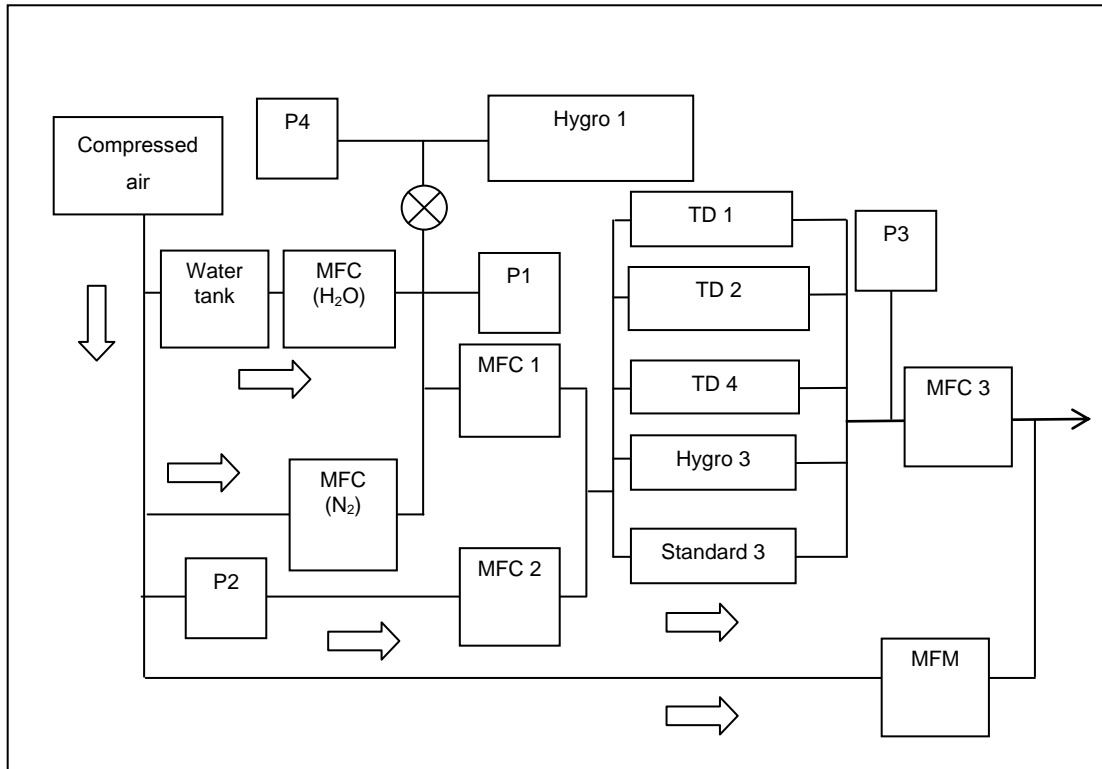 P4
Hygro 1
Compressed
air
TD 1
P3
Water
tank
MFC
(H₂O)
P1
TD 2
MFC 1
TD 4
MFC 3
Hygro 3
MFC
(N₂)
Standard 3
P2
MFC 2
MFM